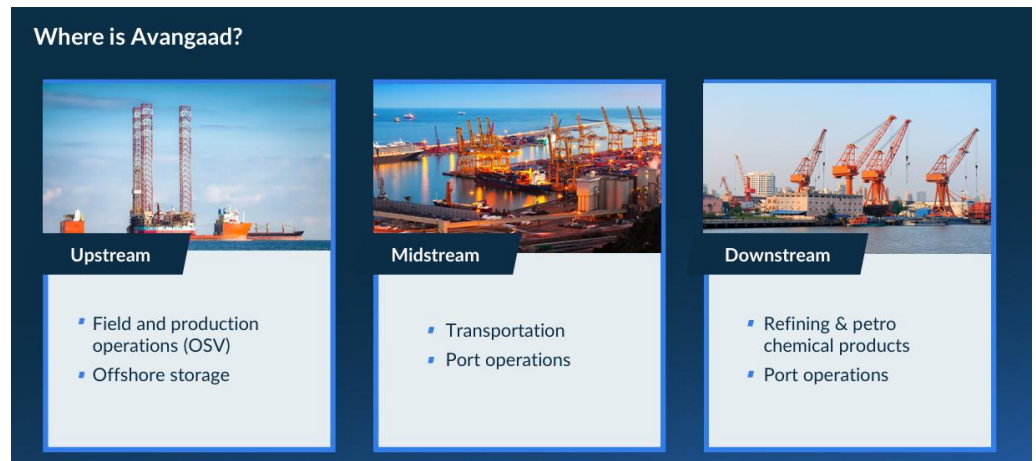 Where is Avangaad?
Upstream
Field and production
operations (OSV)
Offshore storage
Midstream
Transportation
Port operations
Downstream
Refining & petro
chemical products
Port operations